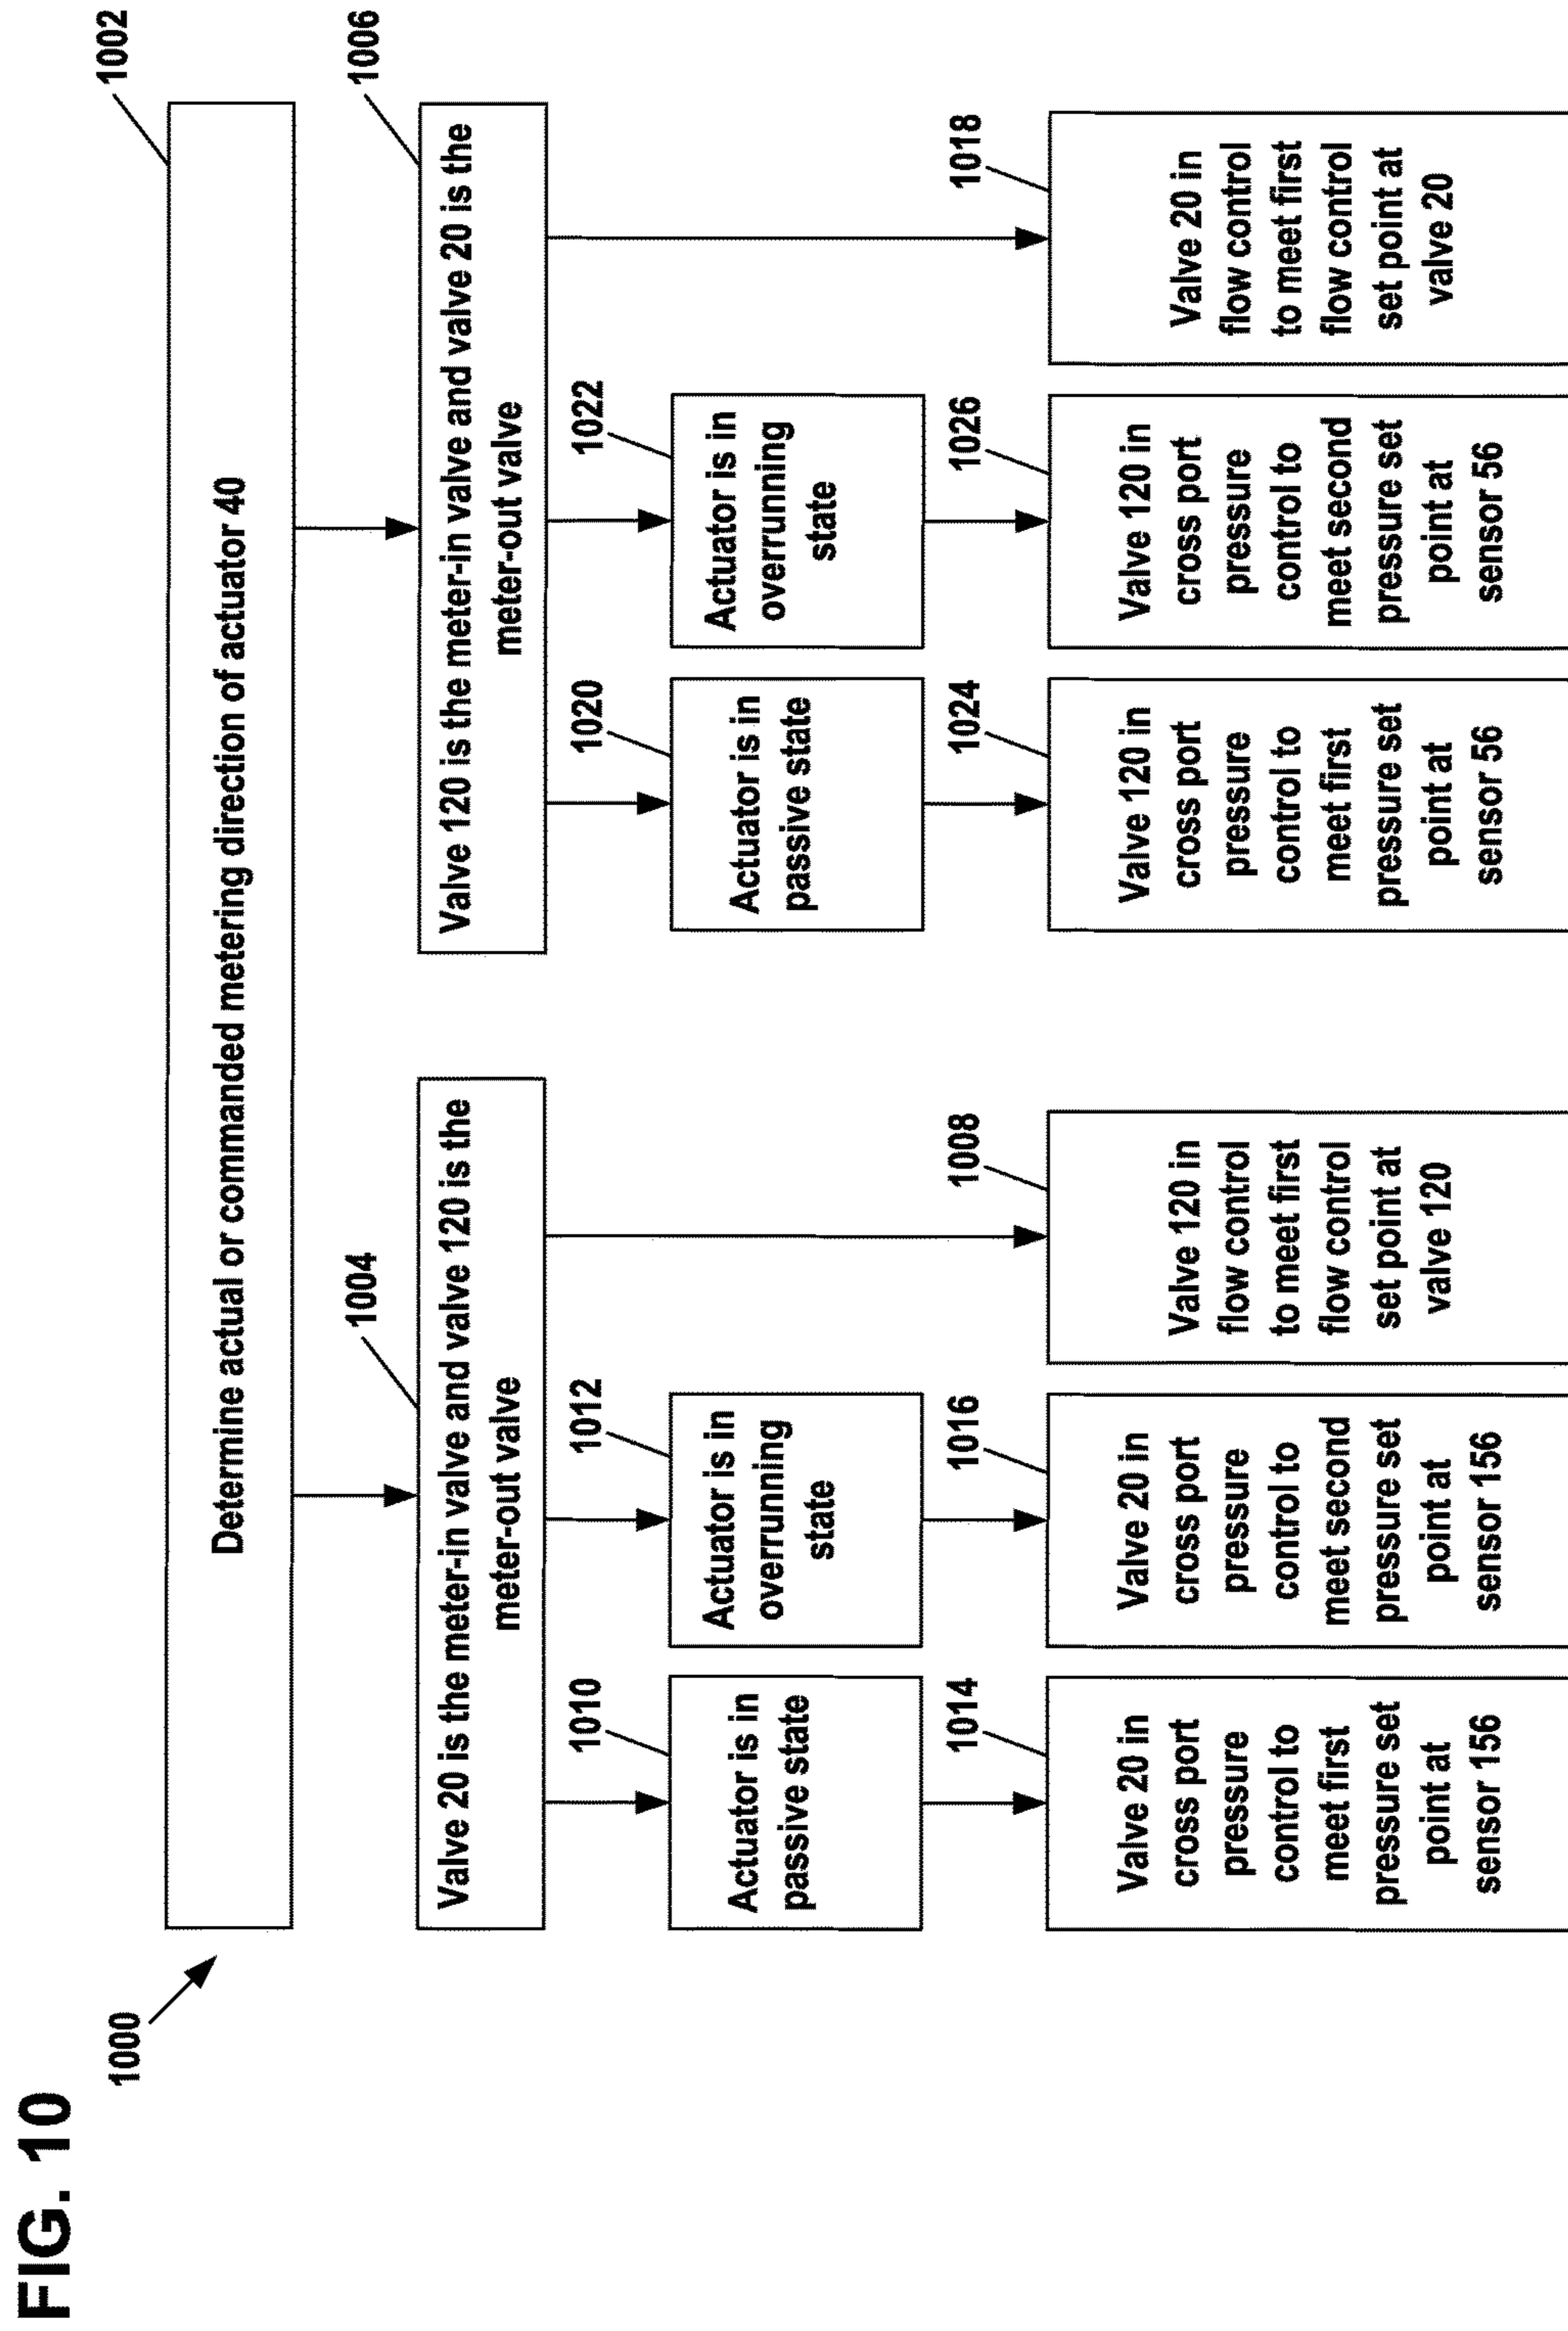 FIG. 10
1000
1002
Determine actual or commanded metering direction of actuator 40
1004
Valve 20 is the meter-in valve and valve 120 is the
meter-out valve
1010
Actuator is in
passive state
1012
Actuator is in
overrunning
state
1014
Valve 20 in
cross port
pressure
control to
meet first
pressure set
point at
sensor 156
1016
Valve 20 in
cross port
pressure
control to
meet second
pressure set
point at
sensor 156
1008
Valve 120 in
flow control
to meet first
flow control
set point at
valve 120
1006
Valve 120 is the meter-in valve and valve 20 is the
meter-out valve
1020
Actuator is in
passive state
1022
Actuator is in
overrunning
state
1024
Valve 120 in
cross port
pressure
control to
meet first
pressure set
point at
sensor 56
1026
Valve 120 in
cross port
pressure
control to
meet second
pressure set
point at
sensor 56
1018
Valve 20 in
flow control
to meet first
flow control
set point at
valve 20